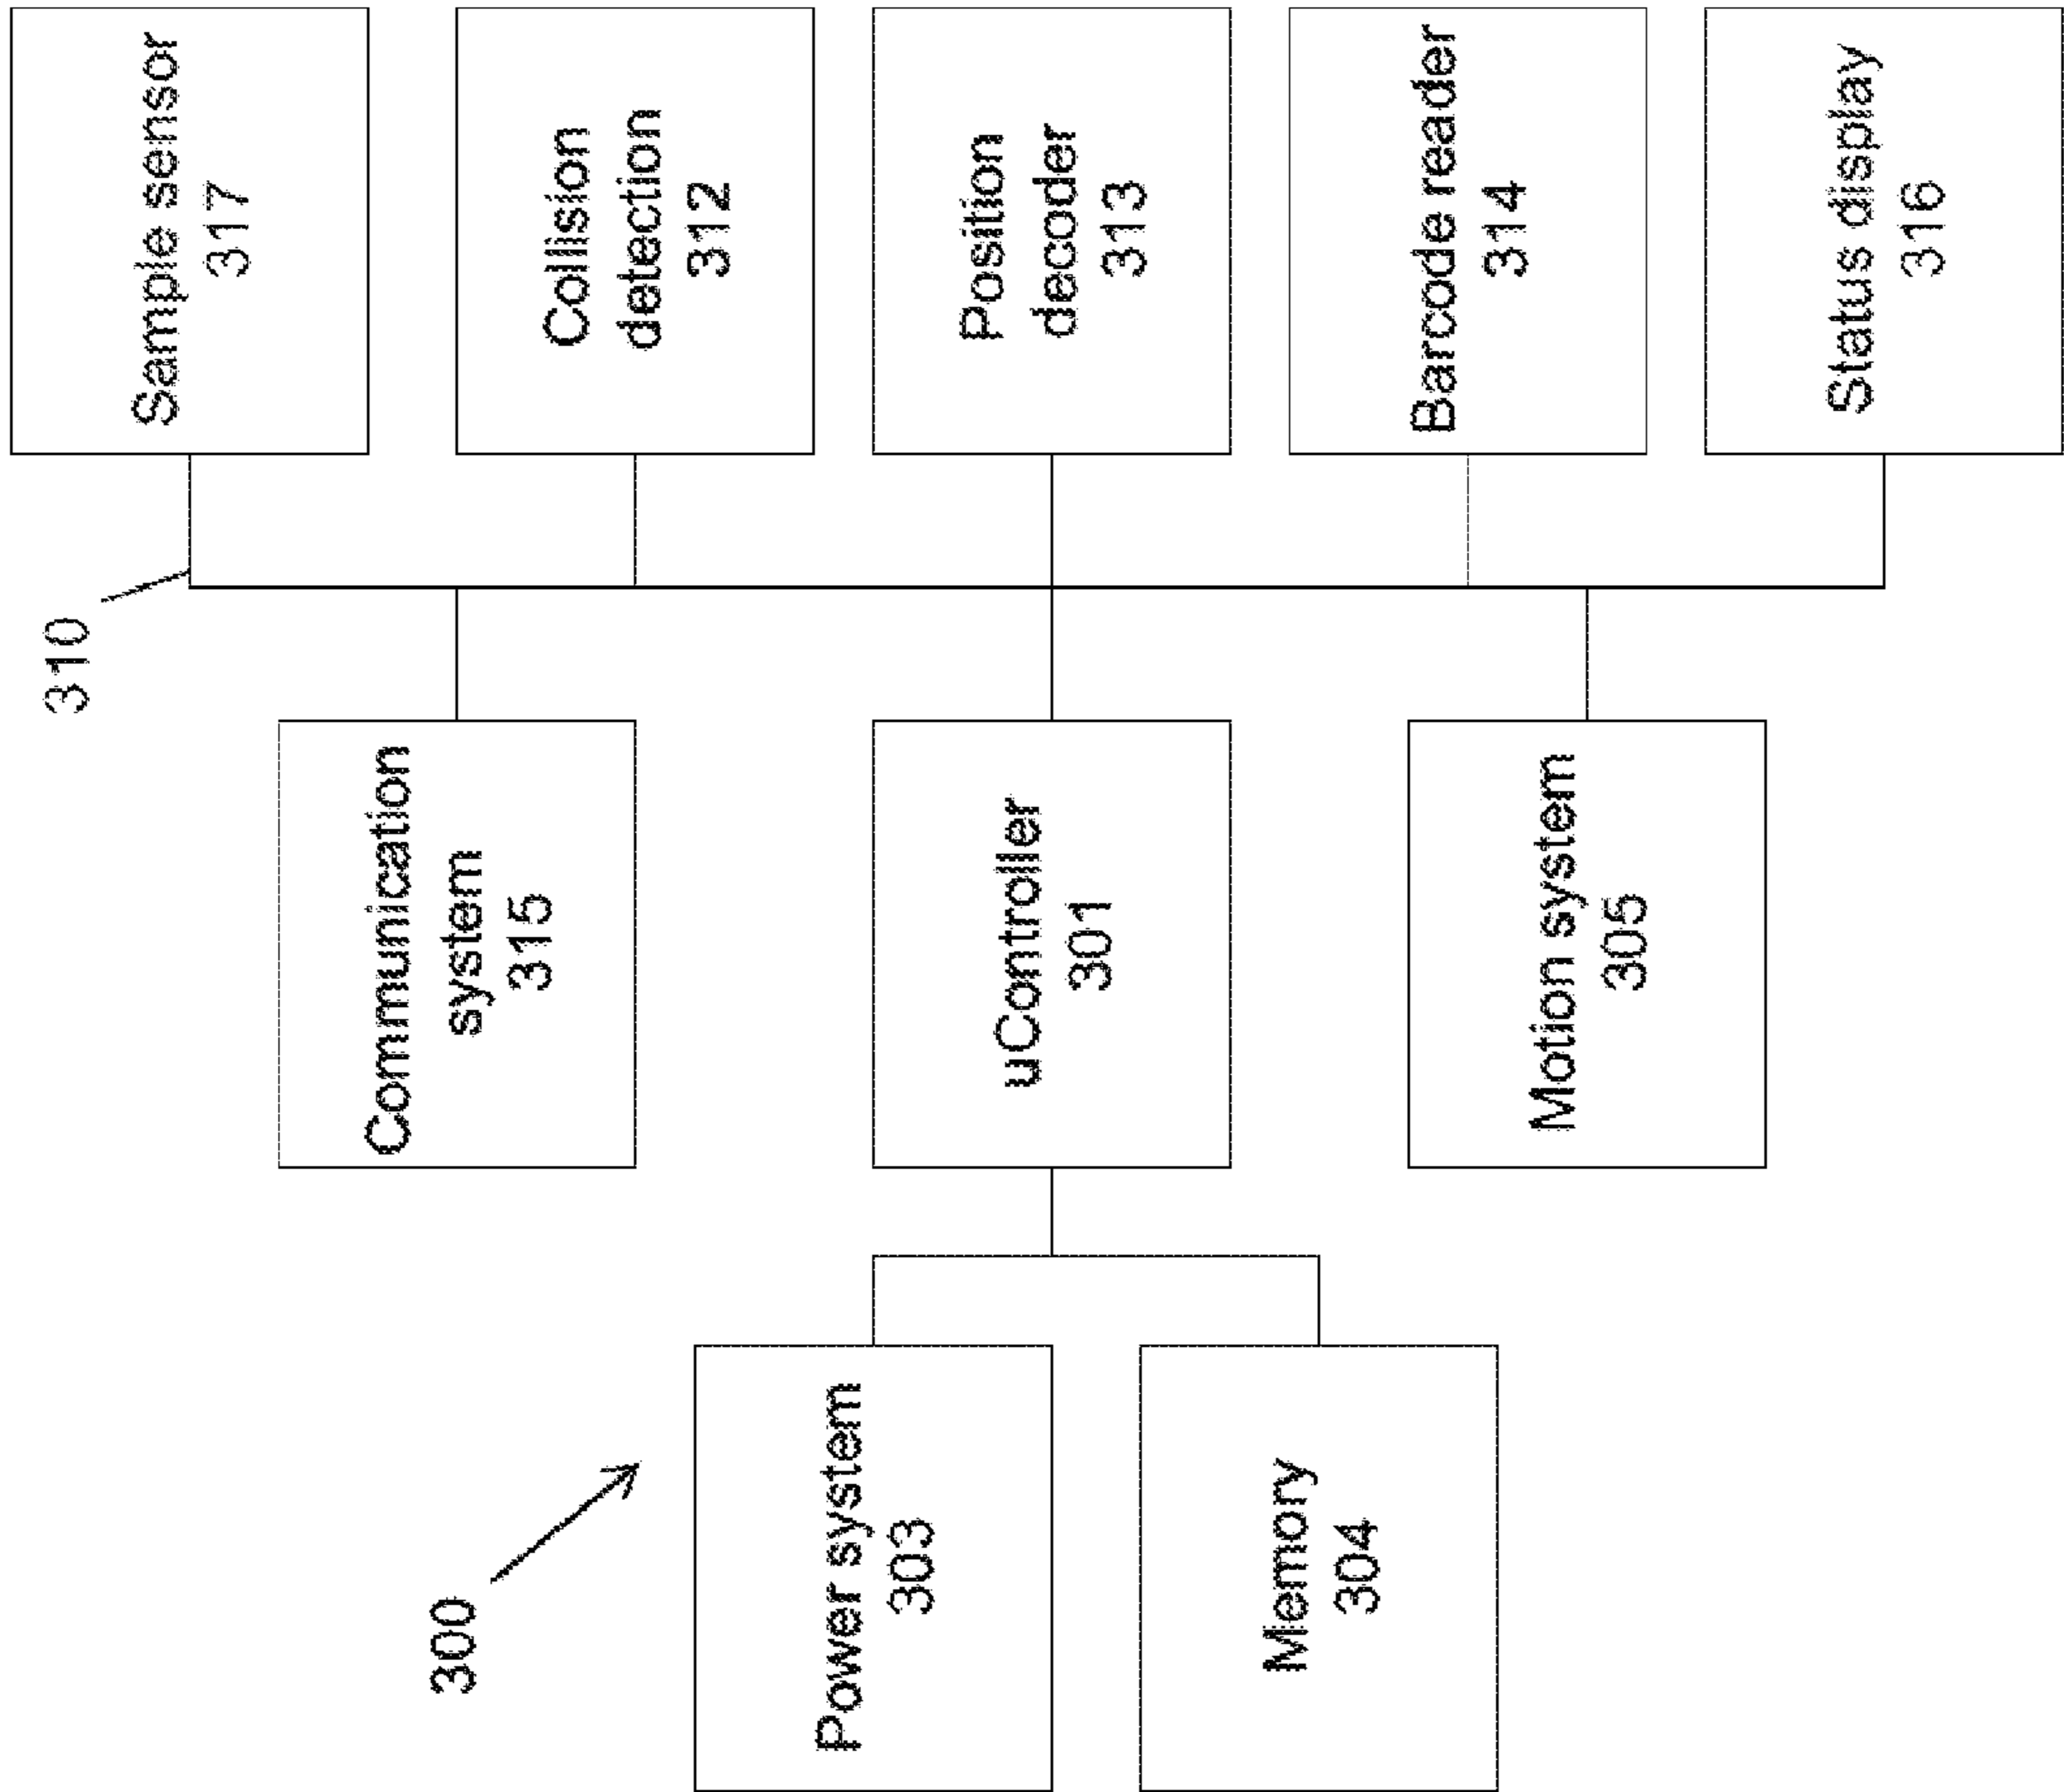 310
Sample sensor
317
Collision
detection
312
Position
decoder
313
Barcode reader
314
Status display
316
Communication
system
315
uController
301
Motion system
305
300
Power system
303
Memory
304